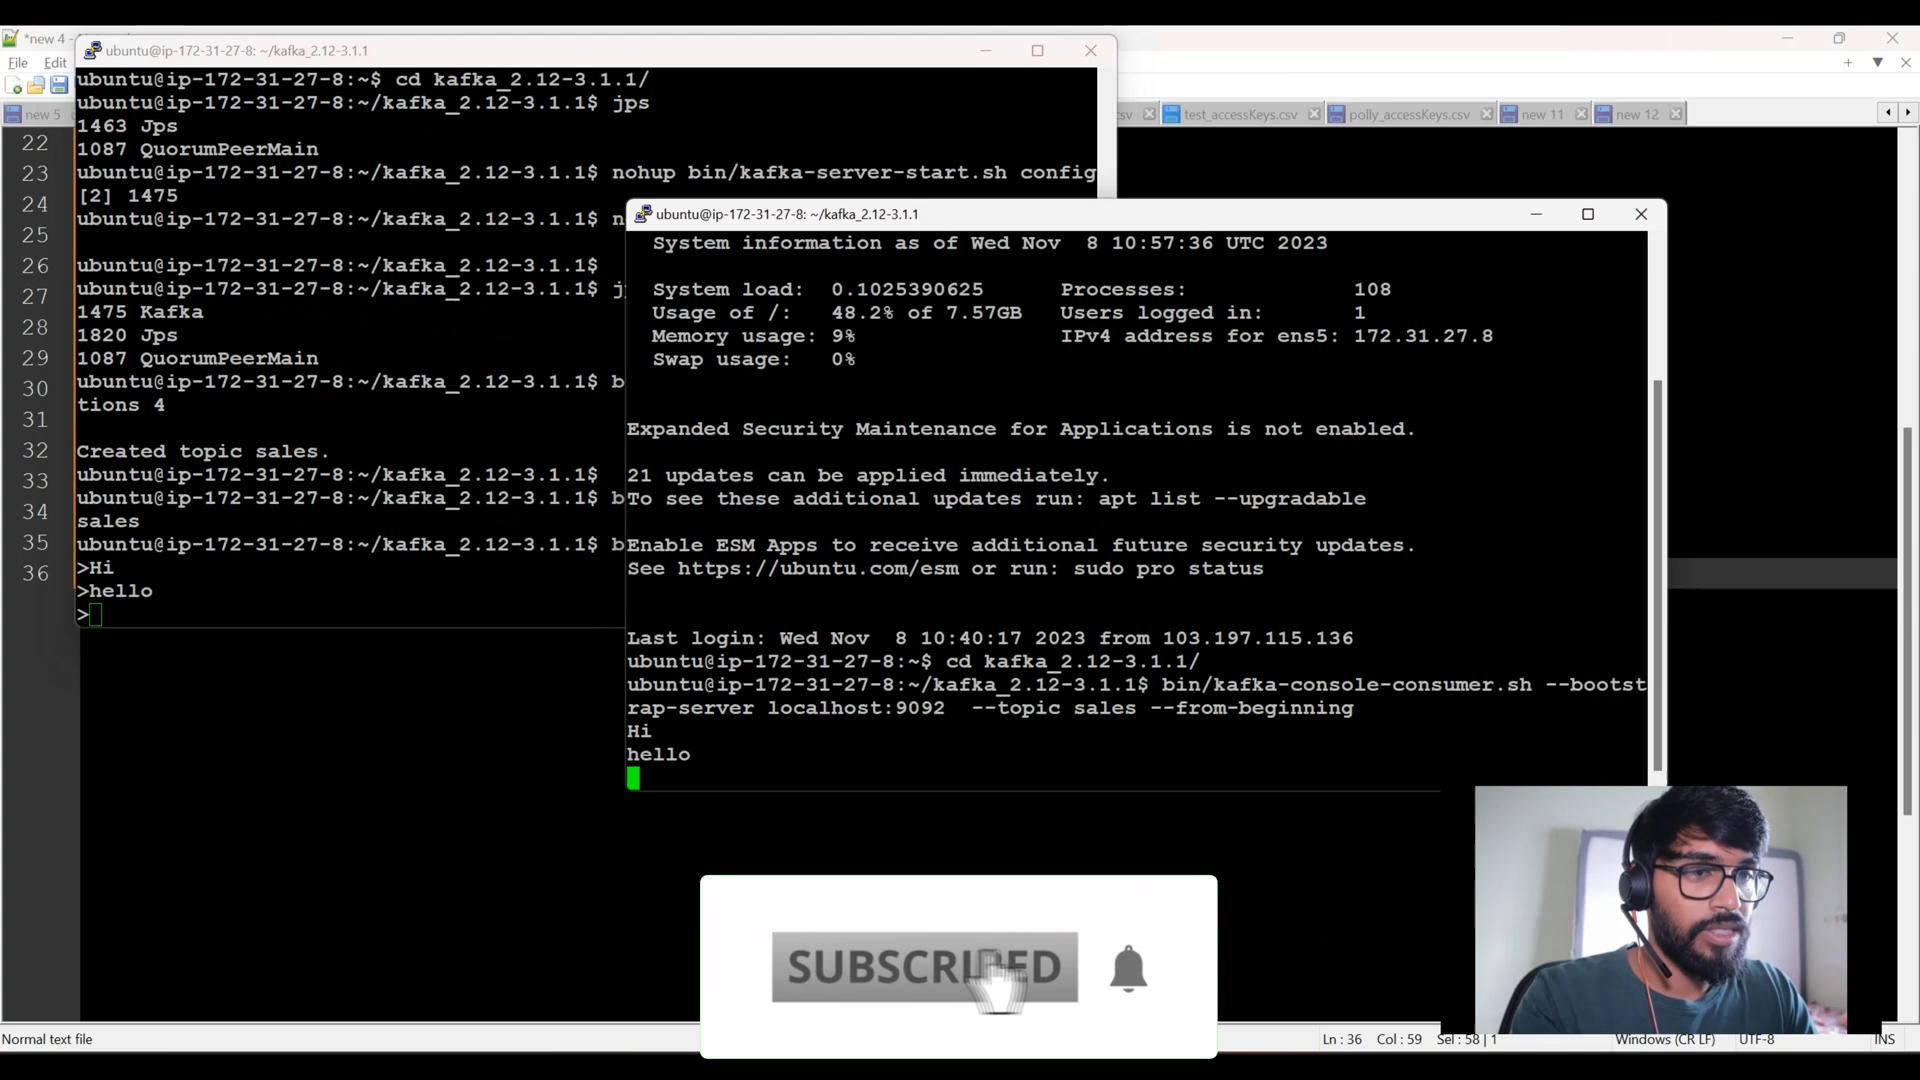 *new 4 -
File Edit
new 5
csv test_accessKeys.csv polly_accessKeys.csv new 11 new 12
22
23
24
25
26
27
28
29
30
31
32
33
34
35
36
ubuntu@ip-172-31-27-8: ~/kafka_2.12-3.1.1
ubuntu@ip-172-31-27-8:~$ cd kafka_2.12-3.1.1/
ubuntu@ip-172-31-27-8:~/kafka_2.12-3.1.1$ jps
1463 Jps
1087 QuorumPeerMain
ubuntu@ip-172-31-27-8:~/kafka_2.12-3.1.1$ nohup bin/kafka-server-start.sh config
[2] 1475
ubuntu@ip-172-31-27-8:~/kafka_2.12-3.1.1$ n
ubuntu@ip-172-31-27-8:~/kafka_2.12-3.1.1$
ubuntu@ip-172-31-27-8:~/kafka_2.12-3.1.1$ j
1475 Kafka
1820 Jps
1087 QuorumPeerMain
ubuntu@ip-172-31-27-8:~/kafka_2.12-3.1.1$ b
tions 4
Created topic sales.
ubuntu@ip-172-31-27-8:~/kafka_2.12-3.1.1$
ubuntu@ip-172-31-27-8:~/kafka_2.12-3.1.1$ b
sales
ubuntu@ip-172-31-27-8:~/kafka_2.12-3.1.1$ b
>Hi
>hello
>
ubuntu@ip-172-31-27-8: ~/kafka_2.12-3.1.1
System information as of Wed Nov  8 10:57:36 UTC 2023
System load: 0.1025390625 Processes: 108
Usage of /: 48.2% of 7.57GB Users logged in: 1
Memory usage: 9% IPv4 address for ens5: 172.31.27.8
Swap usage: 0%
Expanded Security Maintenance for Applications is not enabled.
21 updates can be applied immediately.
To see these additional updates run: apt list --upgradable
Enable ESM Apps to receive additional future security updates.
See https://ubuntu.com/esm or run: sudo pro status
Last login: Wed Nov  8 10:40:17 2023 from 103.197.115.136
ubuntu@ip-172-31-27-8:~$ cd kafka_2.12-3.1.1/
ubuntu@ip-172-31-27-8:~/kafka_2.12-3.1.1$ bin/kafka-console-consumer.sh --bootst
rap-server localhost:9092  --topic sales --from-beginning
Hi
hello
SUBSCRIBED
Normal text file Ln : 36 Col : 59 Sel : 58 | 1 Windows (CR LF) UTF-8 INS